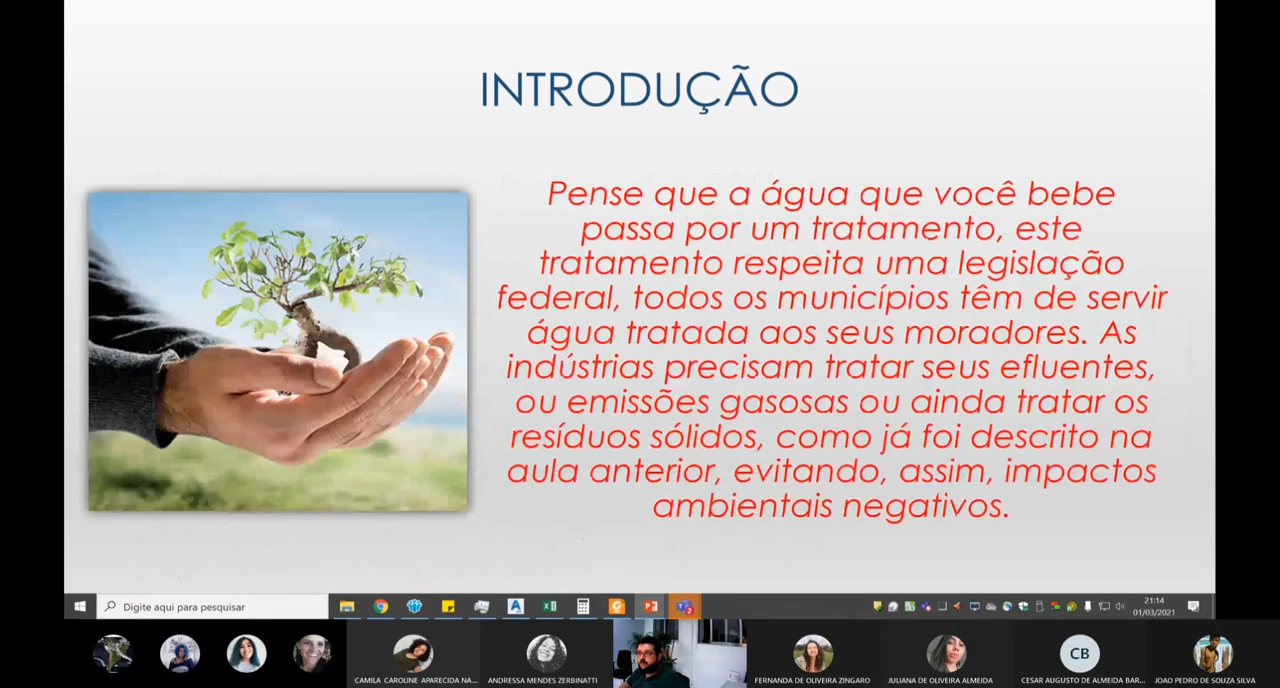 INTRODUÇÃO
Pense que a água que você bebe
passa por um tratamento, este
tratamento respeita uma legislação
federal, todos os municípios têm de servir
água tratada aos seus moradores. As
indústrias precisam tratar seus efluentes,
ou emissões gasosas ou ainda tratar os
resíduos sólidos, como já foi descrito na
aula anterior, evitando, assim, impactos
ambientais negativos.
Digite aqui para pesquisar
21:14
01/03/2021
CAMILA CAROLINE APARECIDA NA...
ANDRESSA MENDES ZERBINATTI
FERNANDA DE OLIVEIRA ZINGARO
JULIANA DE OLIVEIRA ALMEIDA
CB
CESAR AUGUSTO DE ALMEIDA BAR...
JOAO PEDRO DE SOUZA SILVA